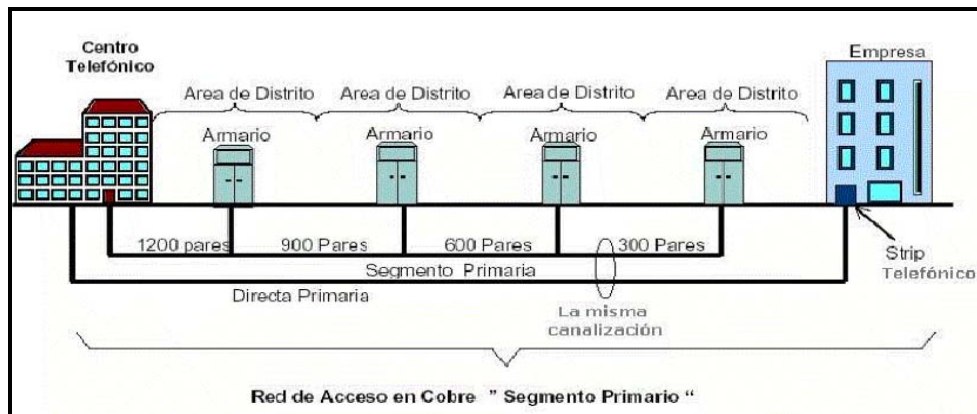 Centro
Telefónico
Empresa
Area de Distrito
Area de Distrito
Area de Distrito
Area de Distrito
Armario
Armario
Armario
Armario
1200 pares
900 Pares
600 Pares
300 Pares
Segmento Primaria
Directa Primaria
Strip
Telefónico
La misma
canalización
Red de Acceso en Cobre ” Segmento Primario “